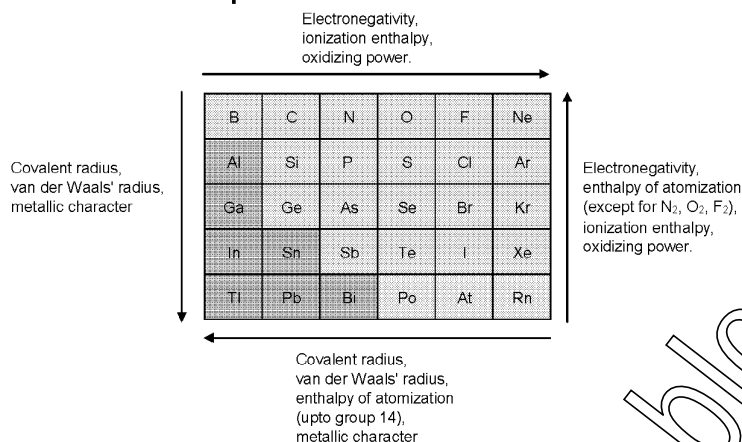 Electronegativity,
ionization enthalpy,
oxidizing power.
B C N O F Ne
Al Si P S Cl Ar
Ga Ge As Se Br Kr
In Sn Sb Te I Xe
Tl Pb Bi Po At Rn
Covalent radius,
van der Waals' radius,
metallic character
Electronegativity,
enthalpy of atomization
(except for N₂, O₂, F₂),
ionization enthalpy,
oxidizing power.
Covalent radius,
van der Waals' radius,
enthalpy of atomization
(upto group 14),
metallic character